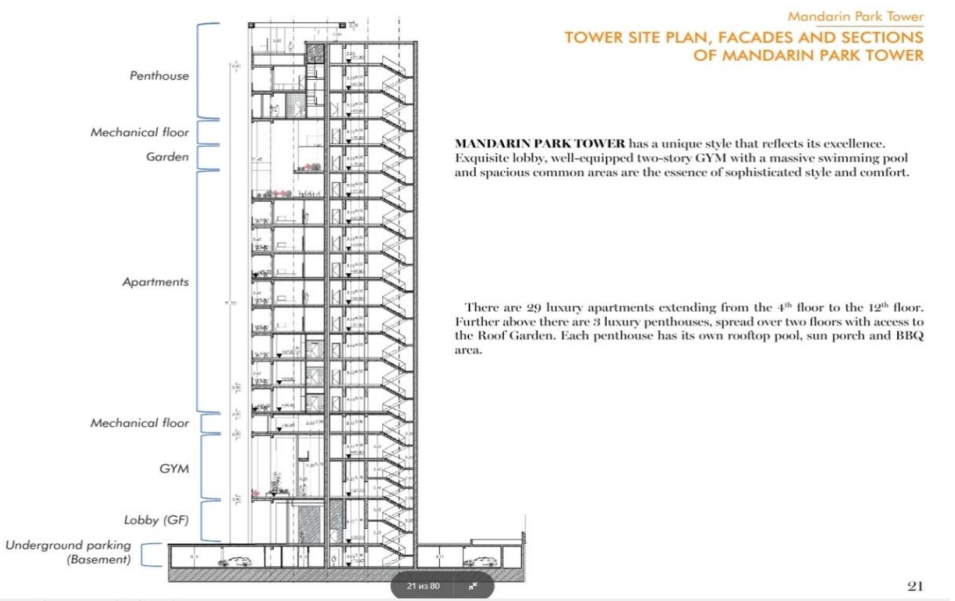 Mandarin Park Tower
TOWER SITE PLAN, FACADES AND SECTIONS
OF MANDARIN PARK TOWER
Penthouse
Mechanical floor
Garden
MANDARIN PARK TOWER has a unique style that reflects its excellence.
Exquisite lobby, well-equipped two-story GYM with a massive swimming pool
and spacious common areas are the essence of sophisticated style and comfort.
Apartments
There are 29 luxury apartments extending from the 4th floor to the 12th floor.
Further above there are 3 luxury penthouses, spread over two floors with access to
the Roof Garden. Each penthouse has its own rooftop pool, sun porch and BBQ
area.
Mechanical floor
GYM
Lobby (GF)
Underground parking
(Basement)
21 из 80
21